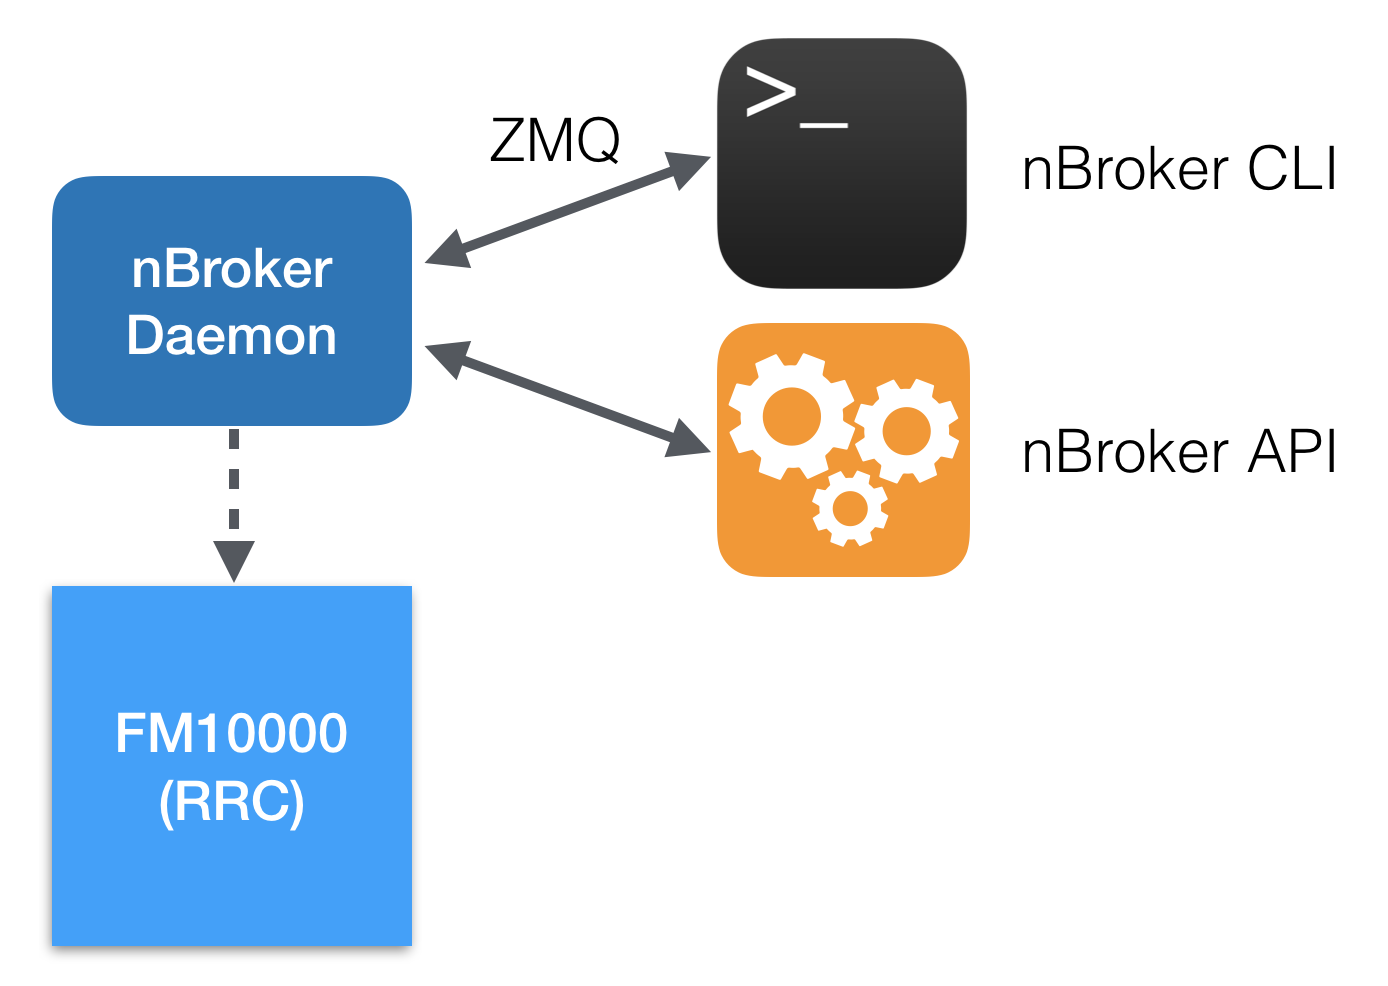 ZMQ
>_
nBroker CLI
nBroker
Daemon
nBroker API
FM10000
(RRC)